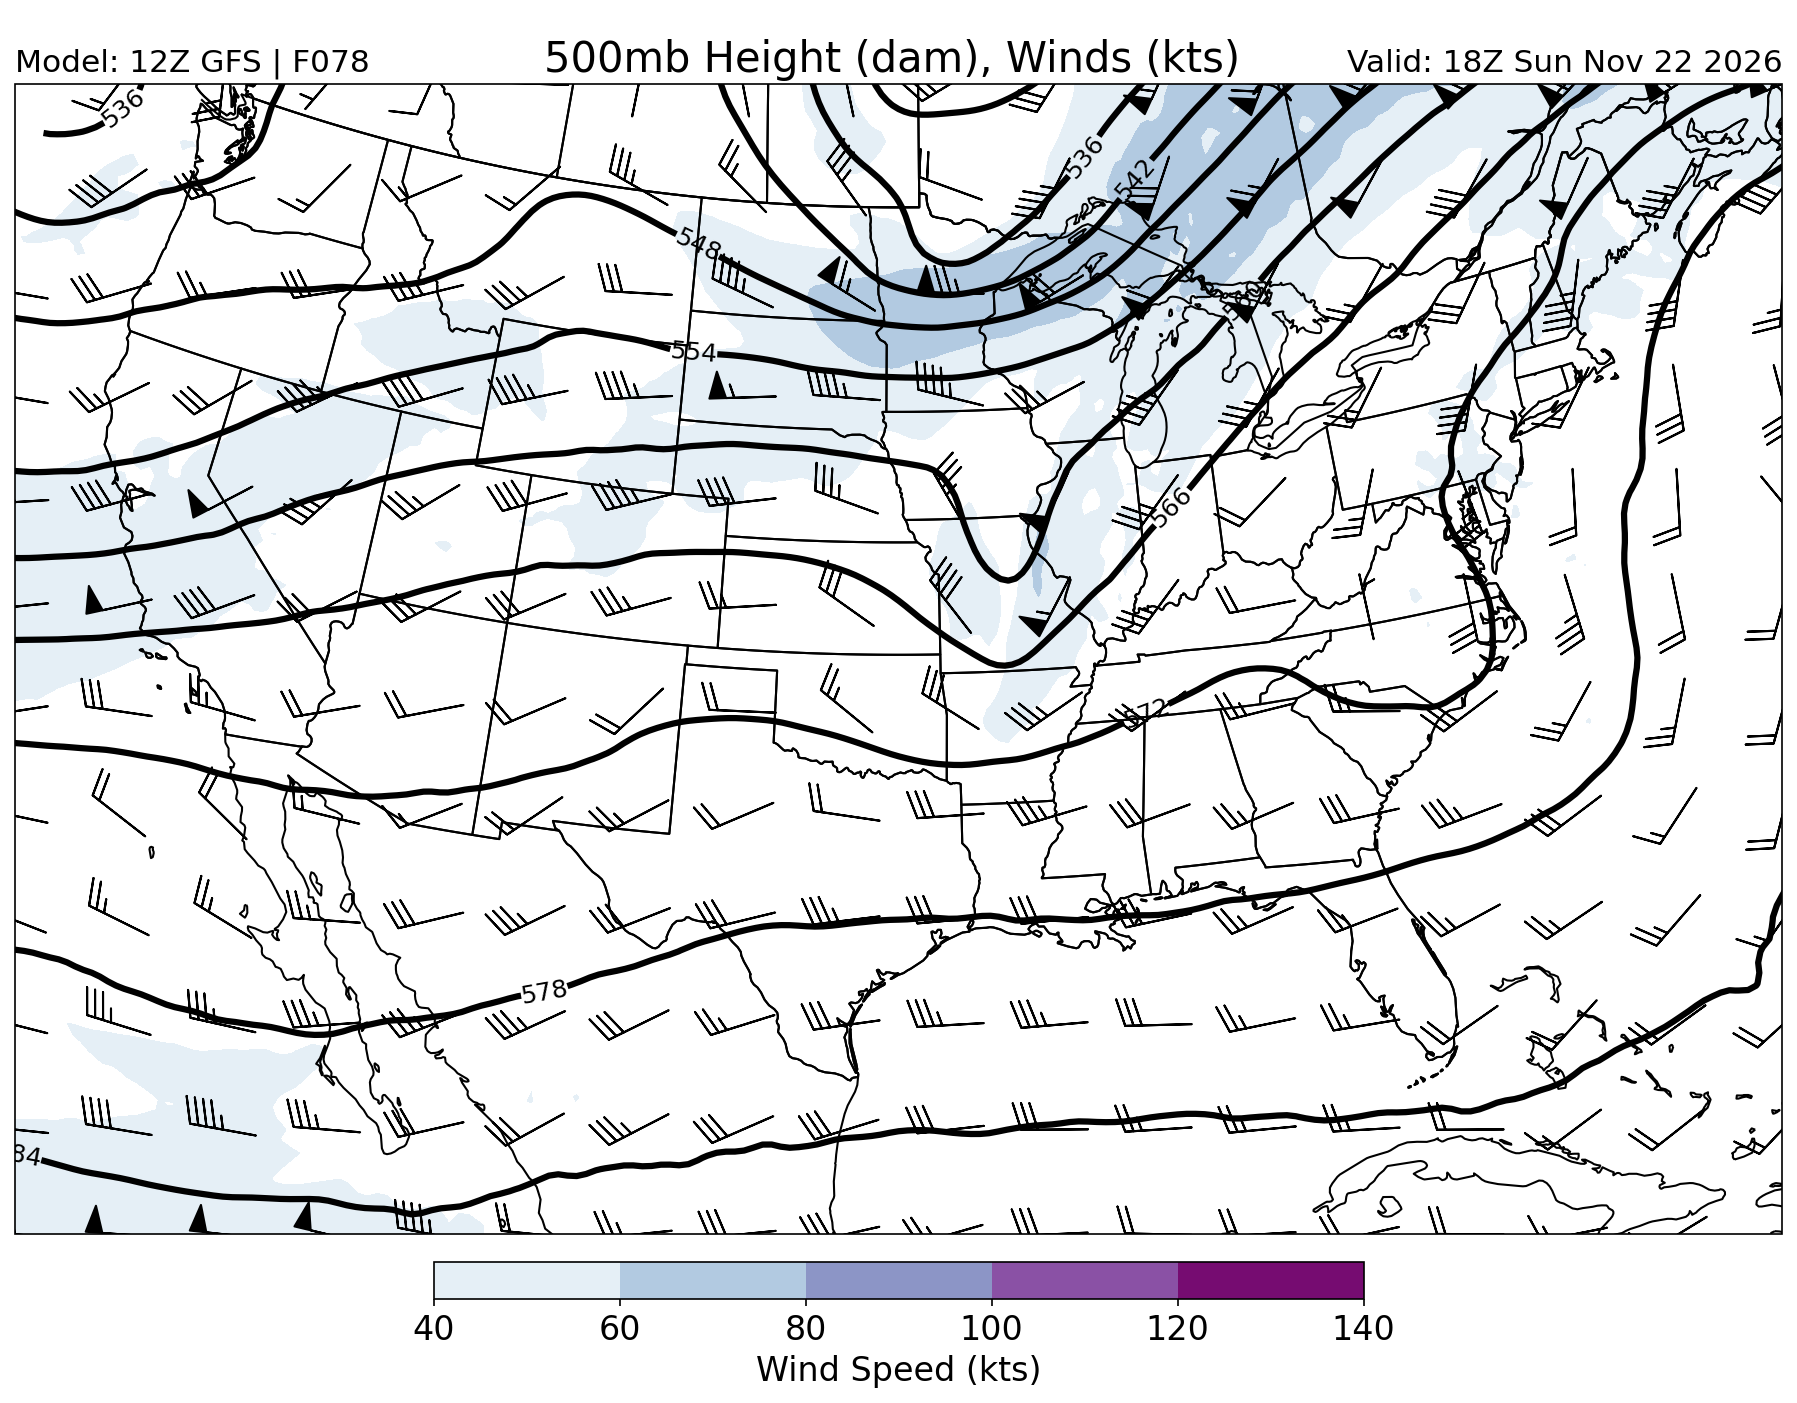 Model: 12Z GFS | F078
500mb Height (dam), Winds (kts)
Valid: 18Z Sun Nov 22 2026
536
536
542
548
554
566
572
578
84
40 60 80 100 120 140
Wind Speed (kts)